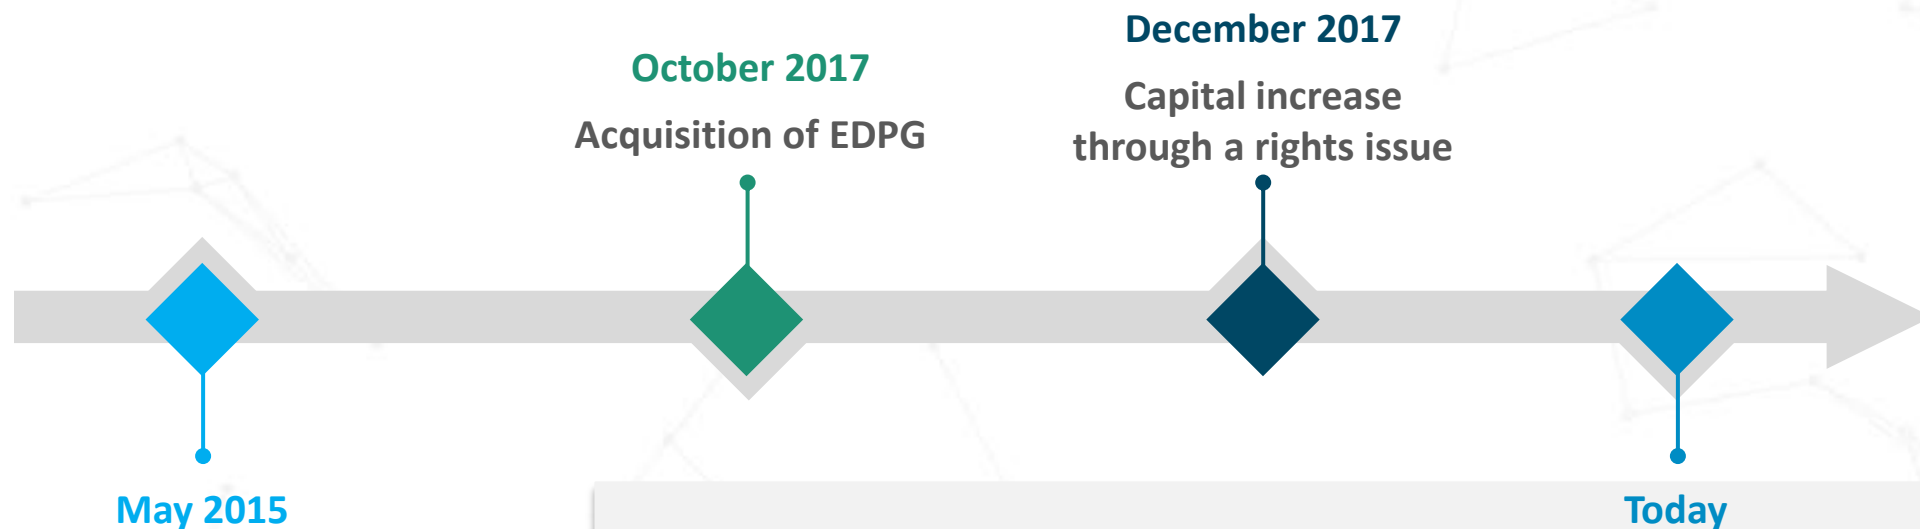 October 2017
Acquisition of EDPG
December 2017
Capital increase
through a rights issue
May 2015
Today